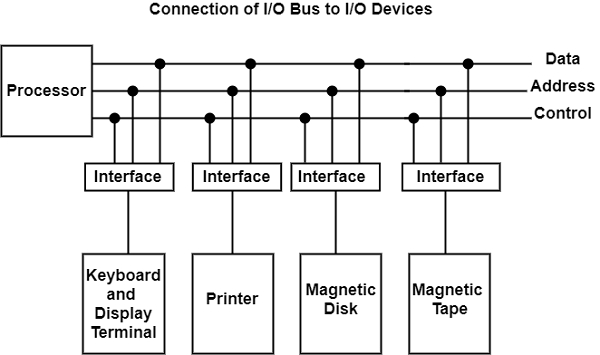 Connection of I/O Bus to I/O Devices
Data
Processor
Address
Control
Interface Interface Interface Interface
Keyboard
and
Display
Terminal
Printer
Magnetic
Disk
Magnetic
Tape